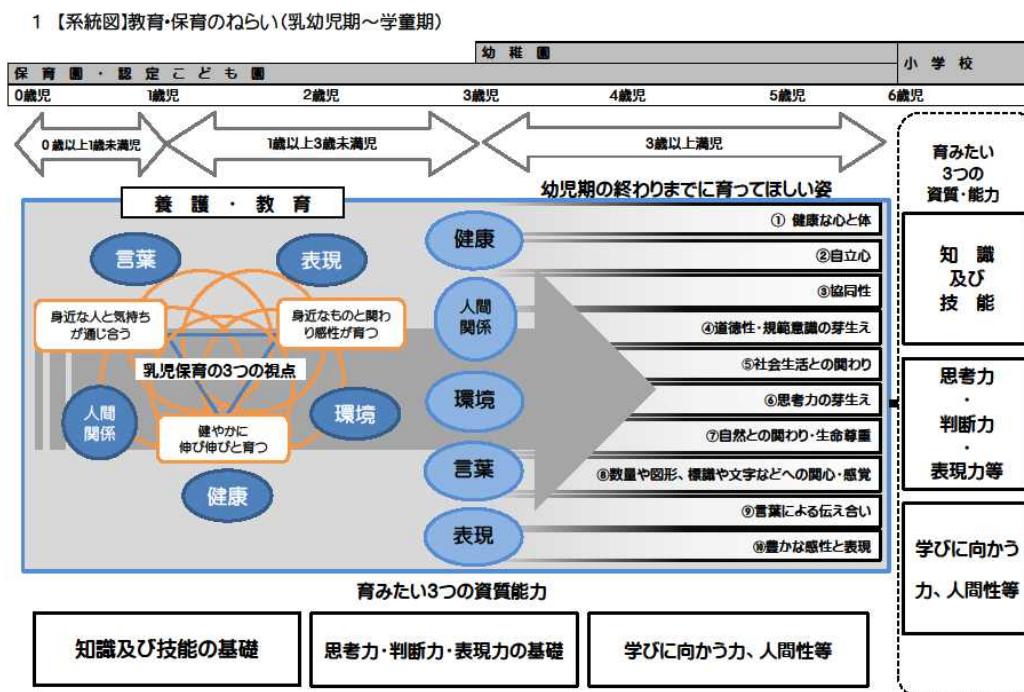 1 【系統図】教育・保育のねらい(乳幼児期~学童期)
幼稚園
小学校
保育園・認定こども園
0歳児 1歳児 2歳児 3歳児 4歳児 5歳児 6歳児
0歳以上1歳未満児
1歳以上3歳未満児
3歳以上満児
幼児期の終わりまでに育ってほしい姿
養護・教育
言葉
表現
身近な人と気持ち
が通じ合う
身近なものと関わ
り感性が育つ
乳児保育の3つの視点
人間
関係
環境
健やかに
伸び伸びと育つ
健康
健康
人間
関係
環境
言葉
表現
① 健康な心と体
②自立心
③協同性
④道徳性・規範意識の芽生え
⑤社会生活との関わり
⑥思考力の芽生え
⑦自然との関わり・生命尊重
⑧数量や図形、標識や文字などへの関心・感覚
⑨言葉による伝え合い
⑩豊かな感性と表現
育みたい
3つの
資質・能力
知識
及び
技能
思考力
・
判断力
・
表現力等
学びに向かう
力、人間性等
育みたい3つの資質能力
知識及び技能の基礎
思考力・判断力・表現力の基礎
学びに向かう力、人間性等